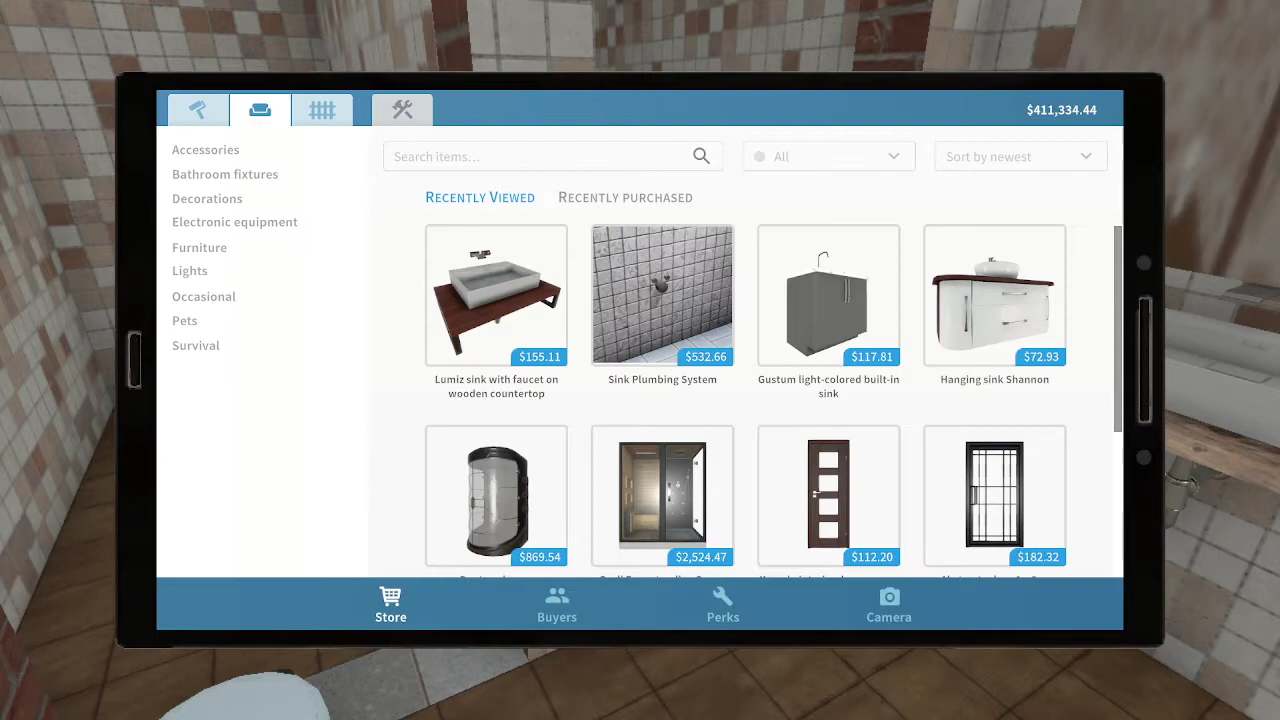 $411,334.44
Accessories
Bathroom fixtures
Decorations
Electronic equipment
Furniture
Lights
Occasional
Pets
Survival
Search items...
All
Sort by newest
Recently Viewed
Recently purchased
$155.11
$532.66
$117.81
$72.93
Lumiz sink with faucet on
wooden countertop
Sink Plumbing System
Gustum light-colored built-in
sink
Hanging sink Shannon
$869.54
$2,524.47
$112.20
$182.32
Store
Buyers
Perks
Camera